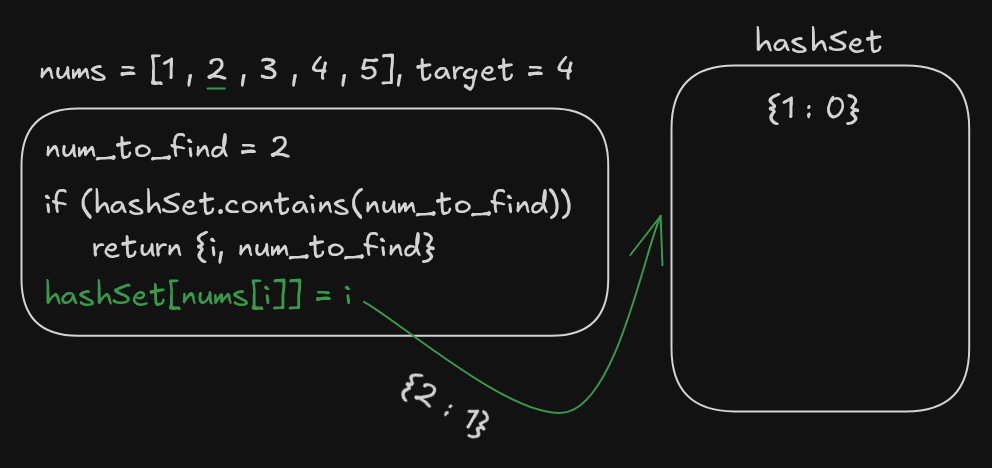 hashSet
nums = [1, 2, 3, 4, 5], target = 4
{1 : 0}
num_to_find = 2
if (hashSet.contains(num_to_find))
return {i, num_to_find}
hashSet[nums[i]] = i
{2 : 1}